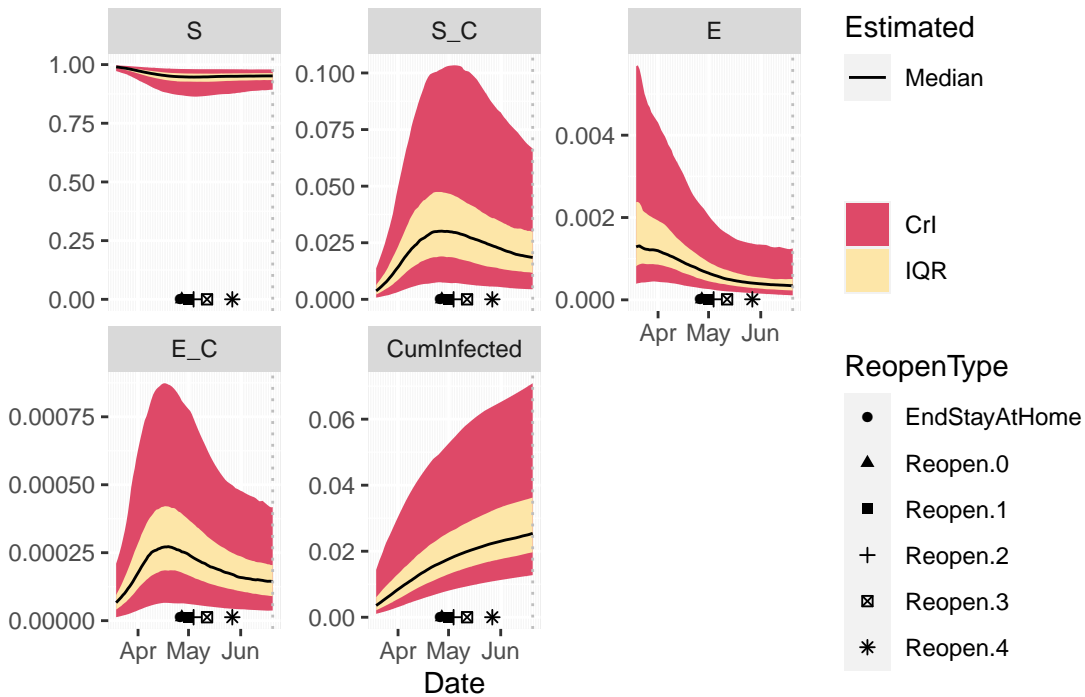 S
S_C
E
1.00
0.75
0.50
0.25
0.00
0.100
0.075
0.050
0.025
0.000
0.004
0.002
0.000
Apr May Jun
E_C
CumInfected
0.00075
0.00050
0.00025
0.00000
0.06
0.04
0.02
0.00
Apr May Jun
Apr May Jun
Date
Estimated
Median
CrI
IQR
ReopenType
EndStayAtHome
Reopen.0
Reopen.1
Reopen.2
Reopen.3
Reopen.4